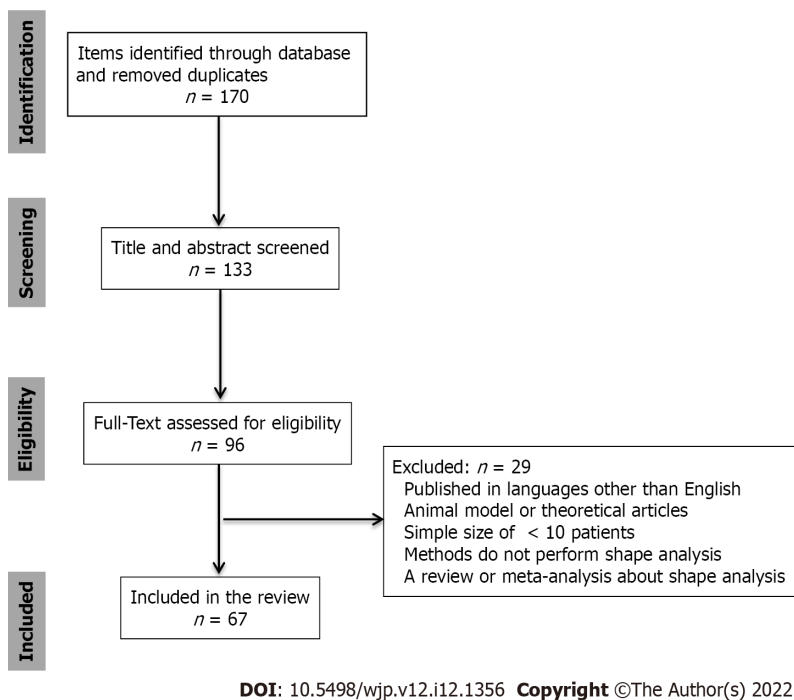 Identification
Items identified through database
and removed duplicates
n = 170
Screening
Title and abstract screened
n = 133
Eligibility
Full-Text assessed for eligibility
n = 96
Excluded: n = 29
Published in languages other than English
Animal model or theoretical articles
Simple size of < 10 patients
Methods do not perform shape analysis
A review or meta-analysis about shape analysis
Included
Included in the review
n = 67
DOI: 10.5498/wjp.v12.i12.1356 Copyright ©The Author(s) 2022